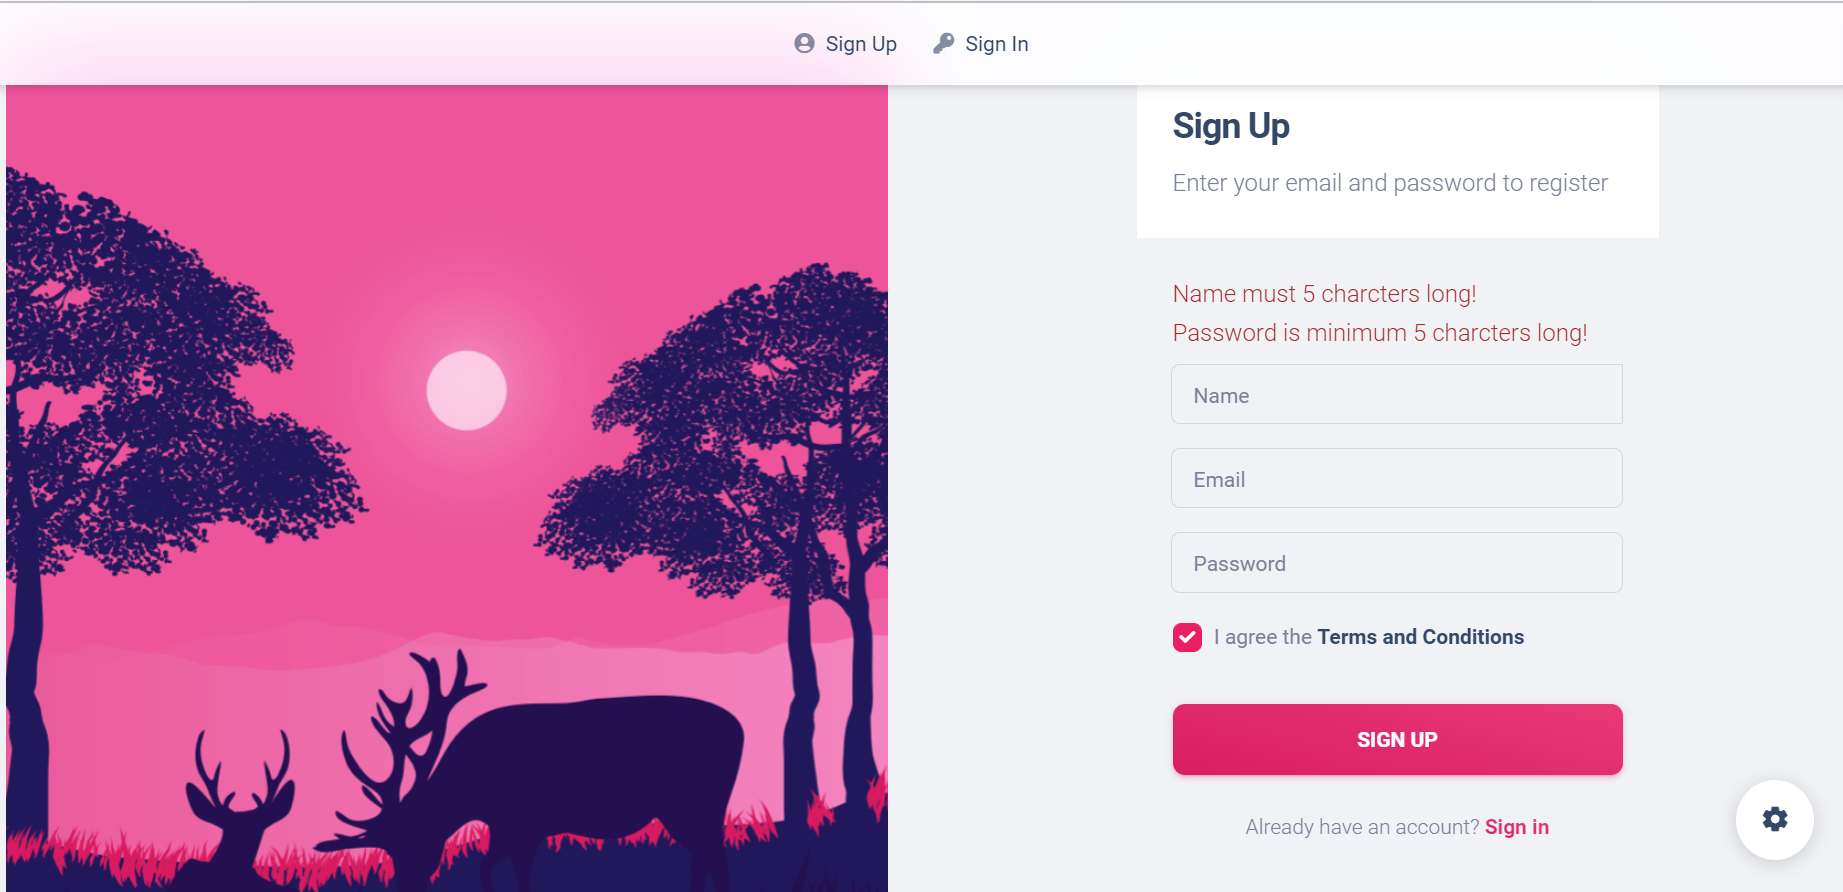 Sign Up Sign In
Sign Up
Enter your email and password to register
Name must 5 charcters long!
Password is minimum 5 charcters long!
Name
Email
Password
I agree the Terms and Conditions
SIGN UP
Already have an account? Sign in